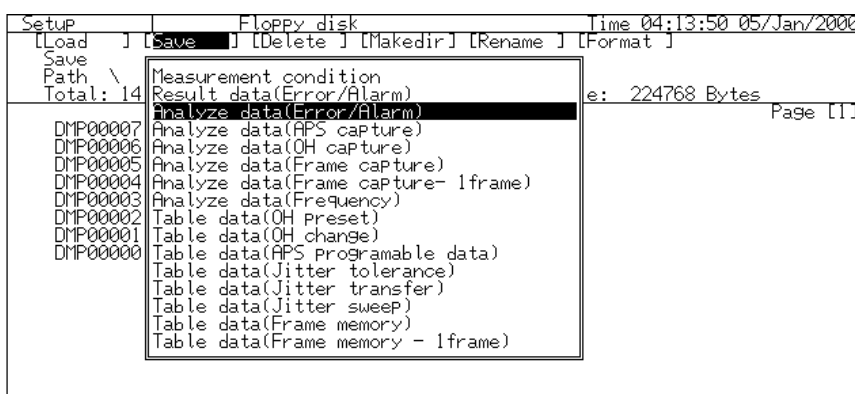 Setup Floppy disk Time 04:13:50 05/Jan/2000
[Load ] [Save ] [Delete ] [Makedir] [Rename ] [Format ]
Save
Path \
Total: 14 e: 224768 Bytes
Page [1]
Measurement condition
Result data(Error/Alarm)
Analyze data(Error/Alarm)
DMP00007 Analyze data(APS capture)
DMP00006 Analyze data(OH capture)
DMP00005 Analyze data(Frame capture)
DMP00004 Analyze data(Frame capture- 1frame)
DMP00003 Analyze data(Frequency)
DMP00002 Table data(OH preset)
DMP00001 Table data(OH change)
DMP00000 Table data(APS programable data)
Table data(Jitter tolerance)
Table data(Jitter transfer)
Table data(Jitter sweep)
Table data(Frame memory)
Table data(Frame memory - 1frame)